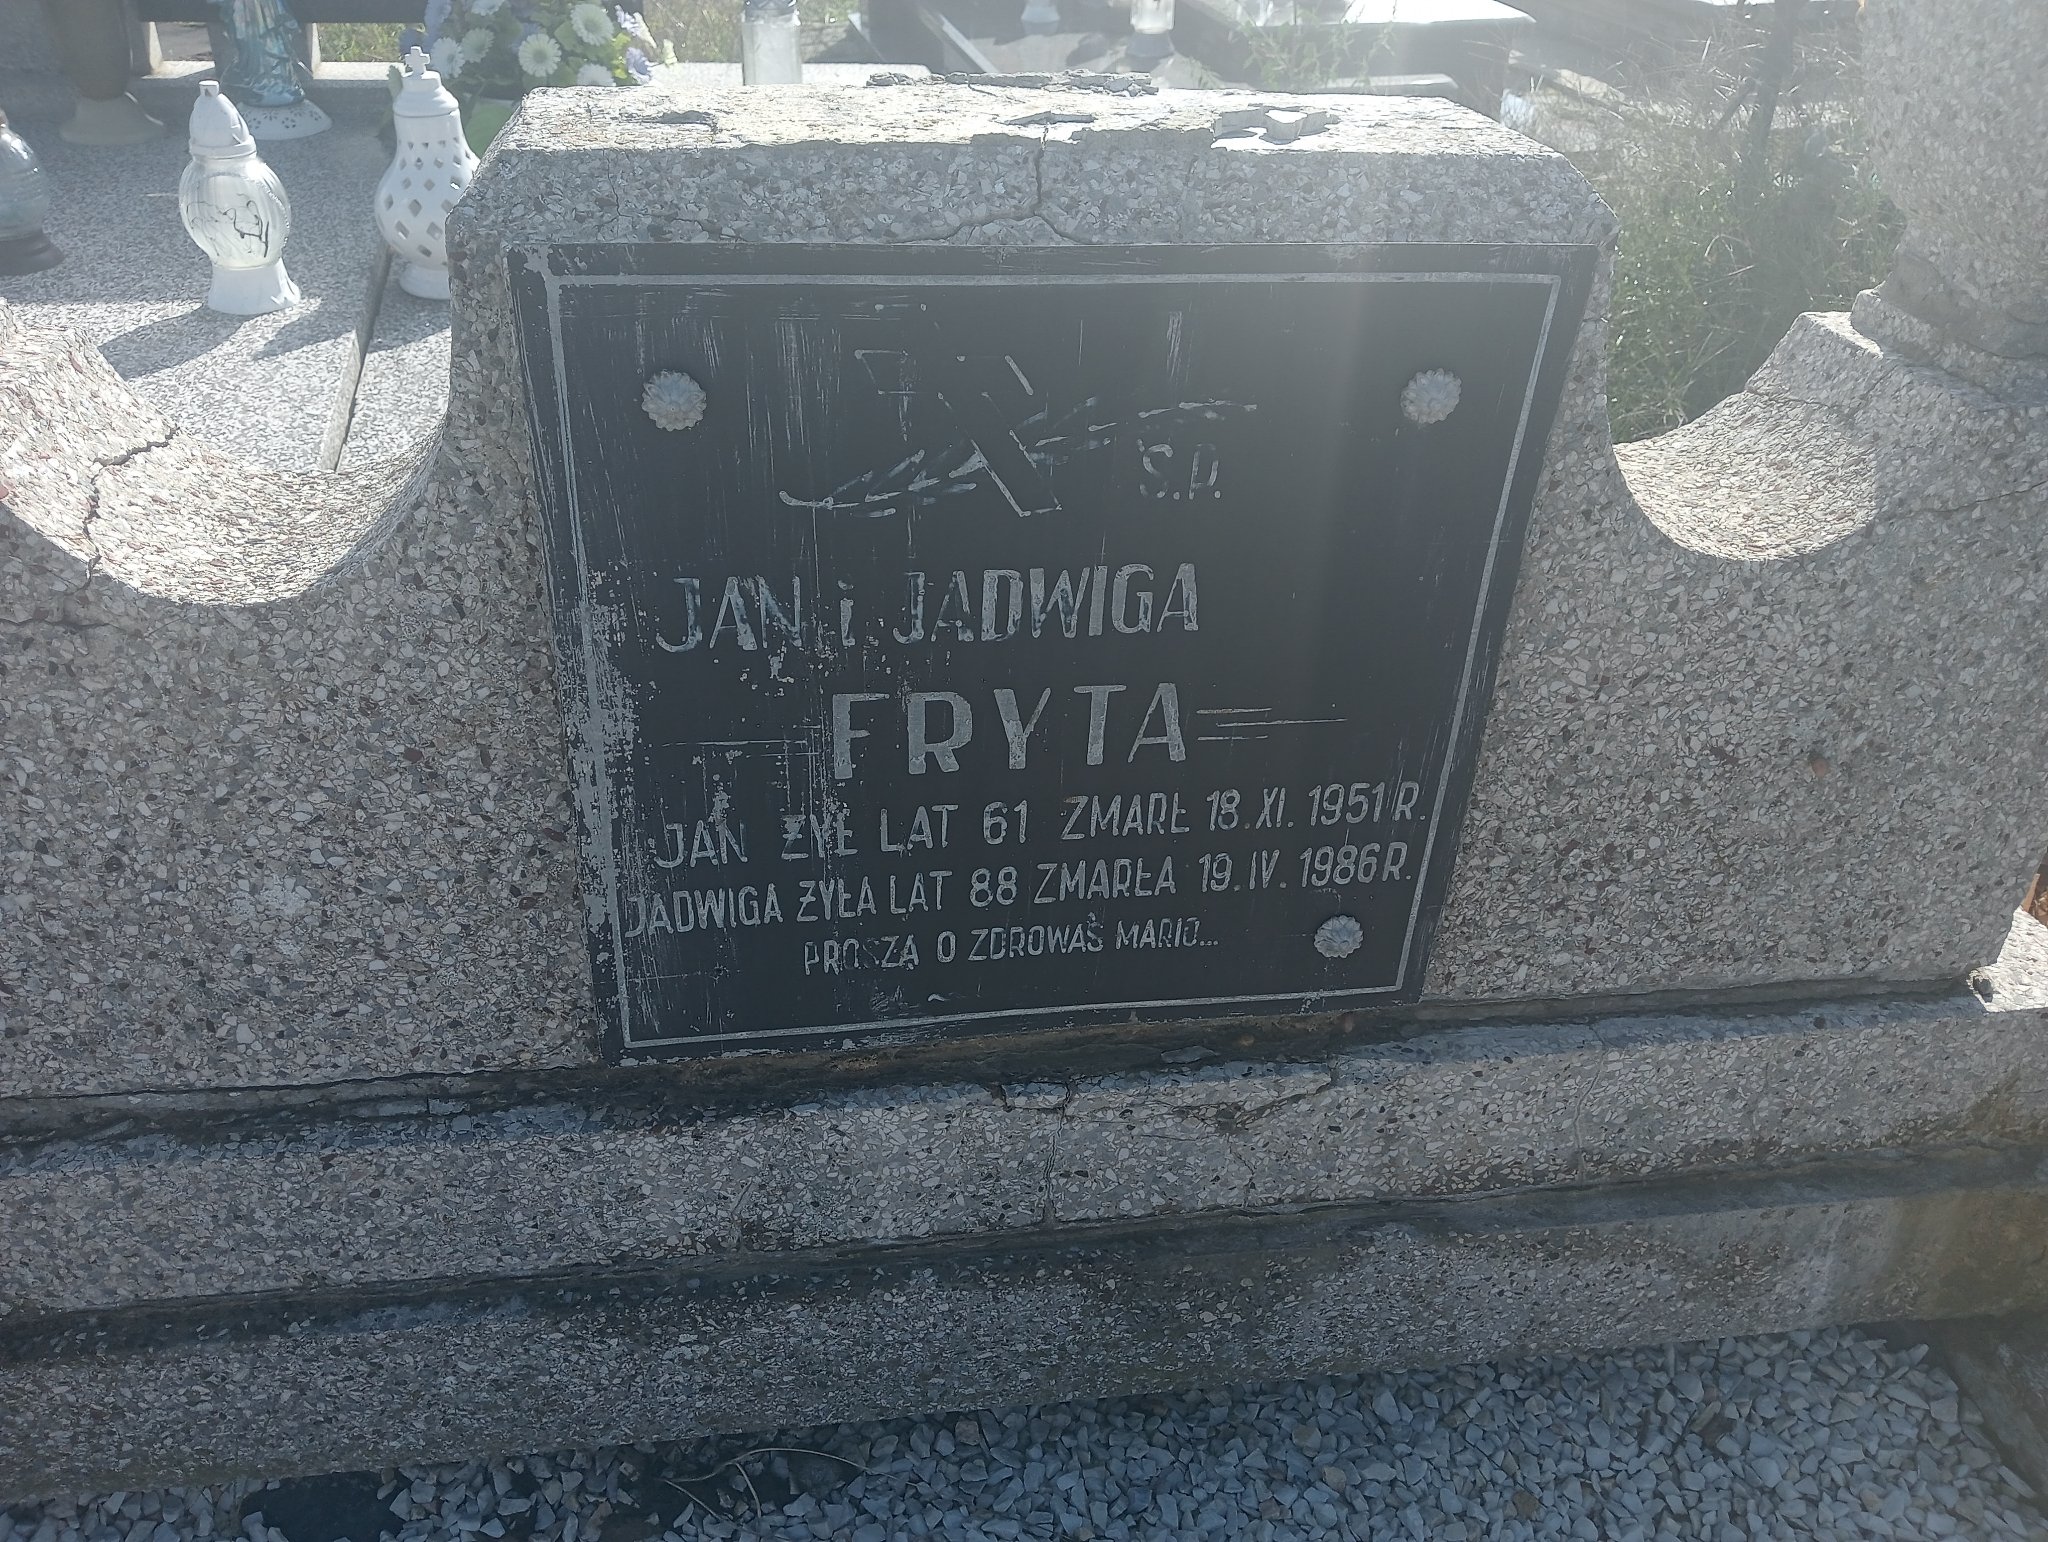 Ś.P.
JAN i JADWIGA
FRYTA
JAN ŻYŁ LAT 61 ZMARŁ 18.XI.1951 R.
JADWIGA ŻYŁA LAT 88 ZMARŁA 19.IV.1986 R.
PROSZĄ O ZDROWAŚ MARIO...